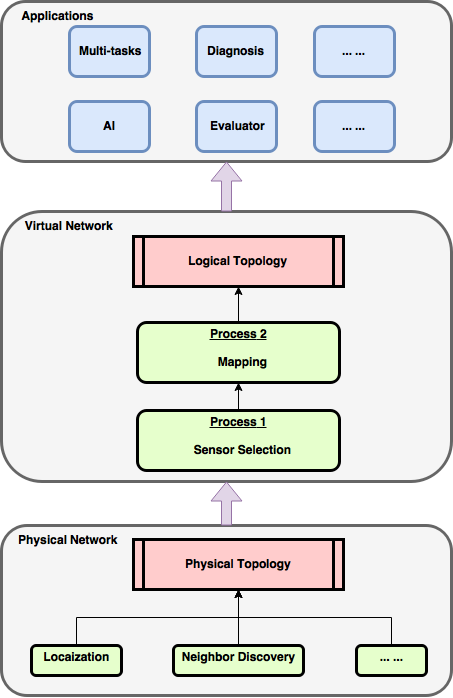 Applications
Multi-tasks
Diagnosis
... ...
AI
Evaluator
... ...
Virtual Network
Logical Topology
Process 2
Mapping
Process 1
Sensor Selection
Physical Network
Physical Topology
Locaization
Neighbor Discovery
... ...